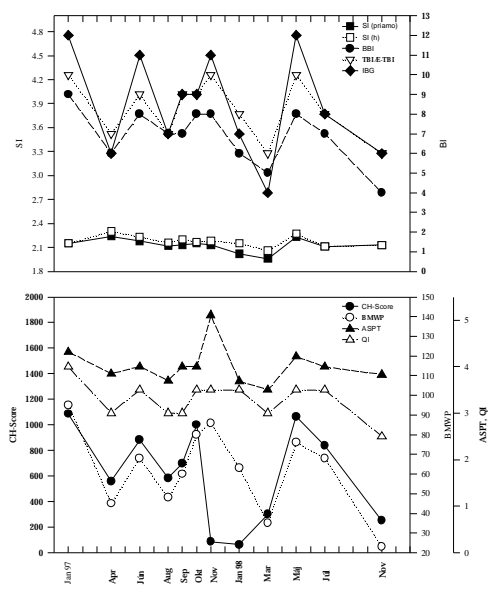 4.8
4.5
4.2
3.9
3.6
3.3
3.0
2.7
2.4
2.1
1.8
SI
SI (priamo)
SI (h)
BBI
TBI/E-TBI
IBG
13
12
11
10
9
8
7
6
5
4
3
2
1
0
BI
2000
1800
1600
1400
1200
1000
800
600
400
200
0
CH-Score
CH-Score
BMWP
ASPT
QI
150
140
130
120
110
100
90
80
70
60
50
40
30
20
BMWP
5
4
3
2
1
0
ASPT, QI
Jan 97
Apr
Jún
Aug
Sep
Okt
Nov
Jan 98
Mar
Máj
Júl
Nov